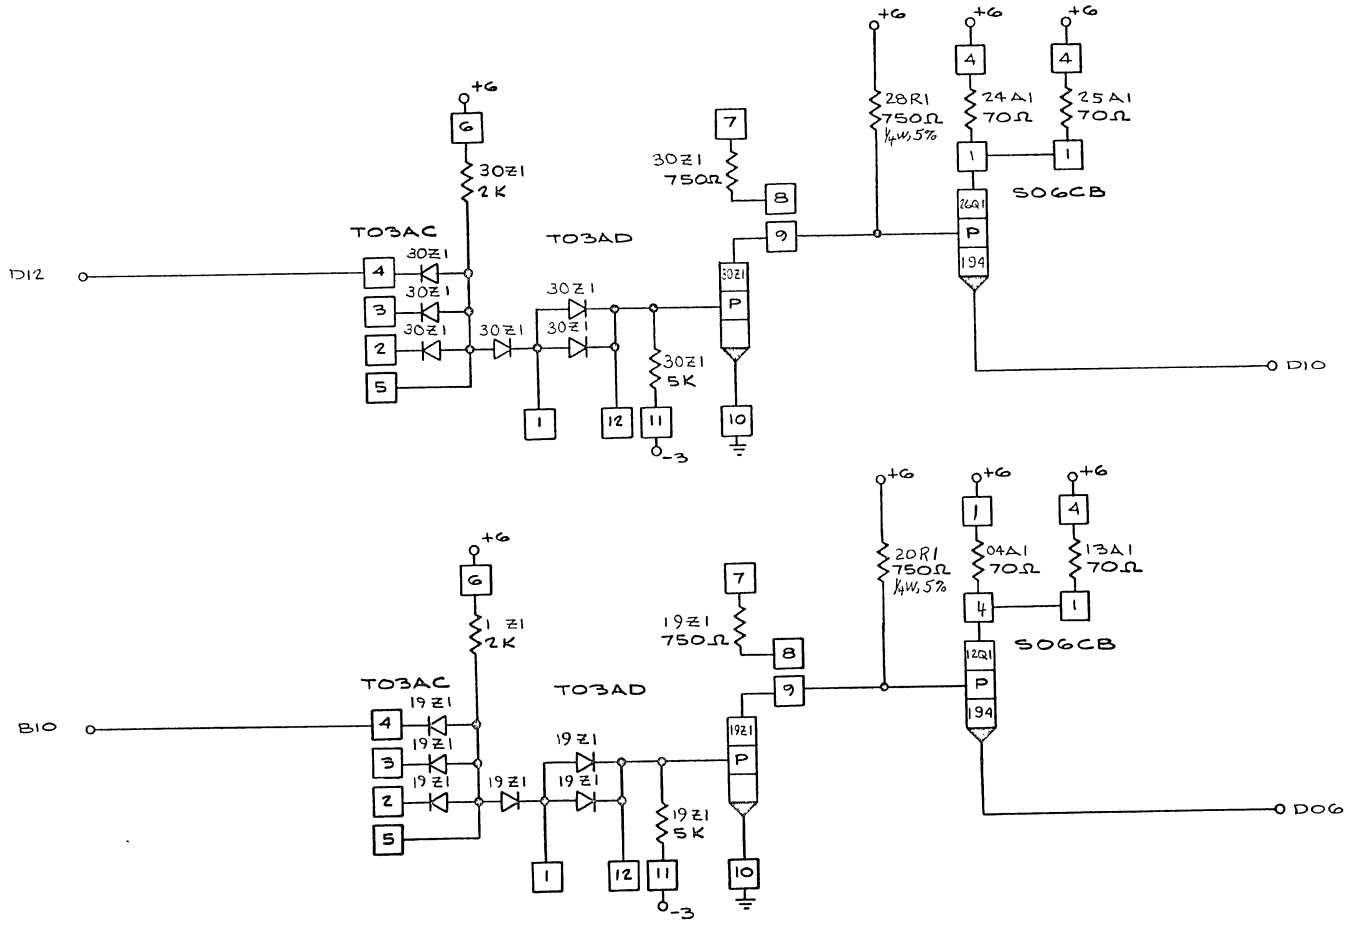 +6
+6
+6
4
4
28R1
750Ω
¼W,5%
24A1
70Ω
25A1
70Ω
+6
6
7
30Z1
2K
30Z1
750Ω
8
1
1
26Q1
S06CB
T03AC
T03AD
9
P
D12
4
30Z1
30Z1
194
3
30Z1
30Z1
P
2
30Z1
30Z1
30Z1
5
30Z1
5K
D10
1
12
11
10
-3
+6
+6
+6
1
4
20R1
750Ω
¼W,5%
04A1
70Ω
13A1
70Ω
+6
6
7
1 Z1
2K
19Z1
750Ω
8
4
1
12Q1
S06CB
T03AC
T03AD
9
P
B10
4
19Z1
19Z1
194
3
19Z1
19Z1
P
2
19Z1
19Z1
19Z1
5
19Z1
5K
D06
1
12
11
10
-3